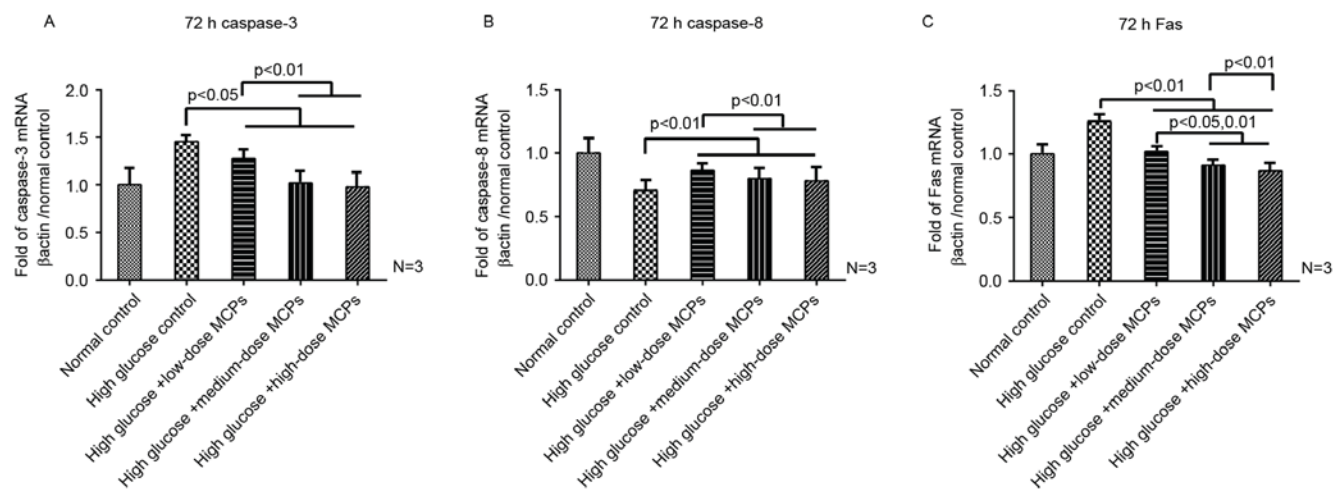 A
72 h caspase-3
Fold of caspase-3 mRNA
βactin /normal control
2.0
1.5
1.0
0.5
0.0
p<0.01
p<0.05
N=3
Normal control
High glucose control
High glucose +low-dose MCPs
High glucose +medium-dose MCPs
High glucose +high-dose MCPs
B
72 h caspase-8
Fold of caspase-8 mRNA
βactin /normal control
1.5
1.0
0.5
0.0
p<0.01
p<0.01
N=3
Normal control
High glucose control
High glucose +low-dose MCPs
High glucose +medium-dose MCPs
High glucose +high-dose MCPs
C
72 h Fas
Fold of Fas mRNA
βactin /normal control
1.5
1.0
0.5
0.0
p<0.01
p<0.01
p<0.05,0.01
N=3
Normal control
High glucose control
High glucose +low-dose MCPs
High glucose +medium-dose MCPs
High glucose +high-dose MCPs